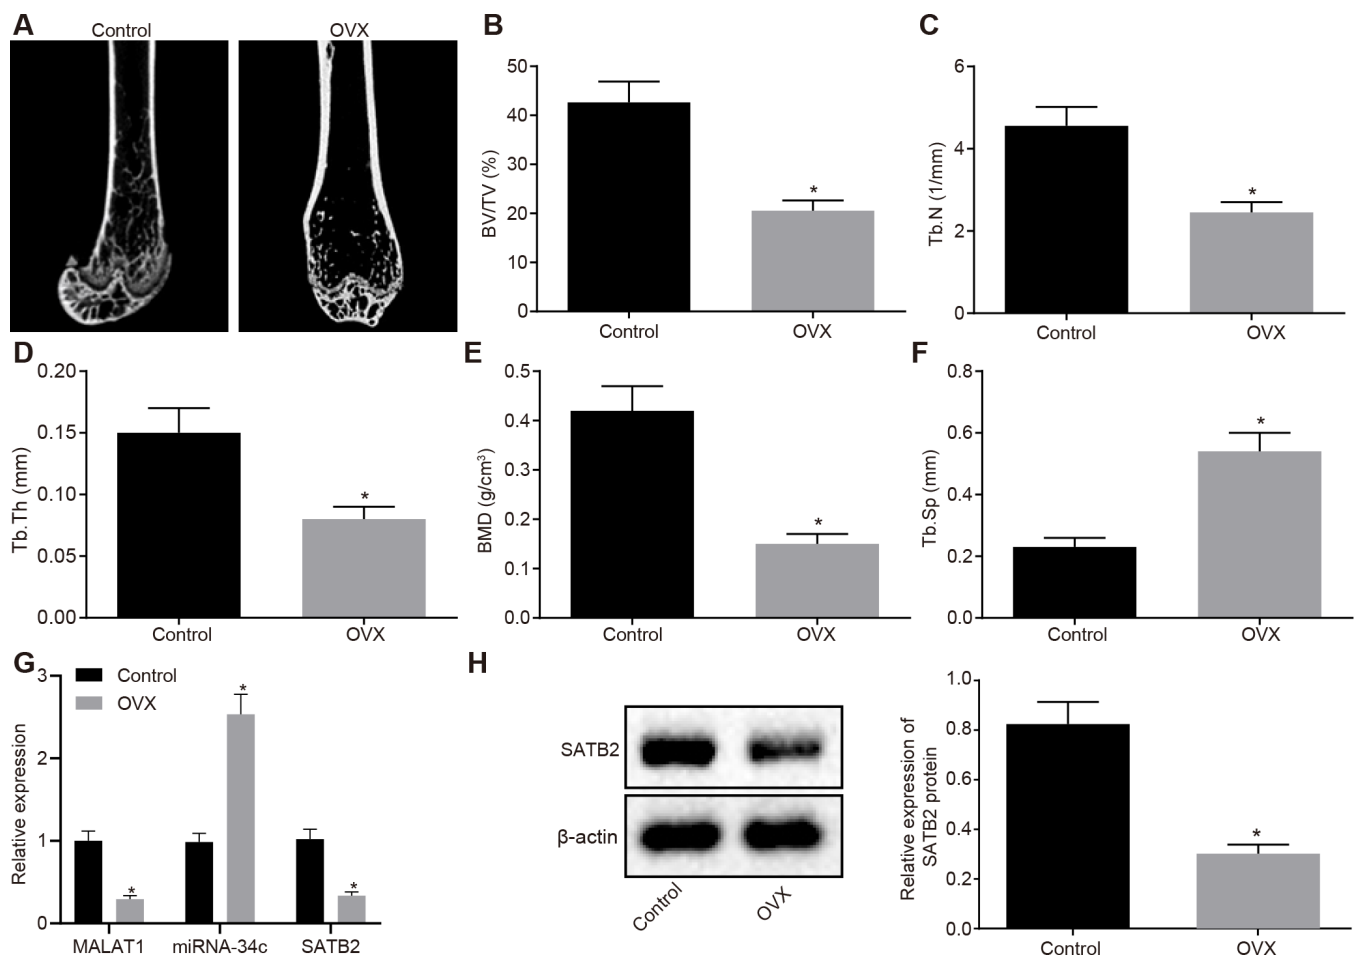 A
Control
OVX
B
50
40
30
20
10
0
BV/TV (%)
*
Control
OVX
C
6
4
2
0
Tb.N (1/mm)
*
Control
OVX
D
0.20
0.15
0.10
0.05
0.00
Tb.Th (mm)
*
Control
OVX
E
0.5
0.4
0.3
0.2
0.1
0.0
BMD (g/cm³)
*
Control
OVX
F
0.8
0.6
0.4
0.2
0.0
Tb.Sp (mm)
*
Control
OVX
G
3
2
1
0
Relative expression
Control
OVX
*
*
*
MALAT1
miRNA-34c
SATB2
H
SATB2
β-actin
Control
OVX
1.0
0.8
0.6
0.4
0.2
0.0
Relative expression of
SATB2 protein
*
Control
OVX